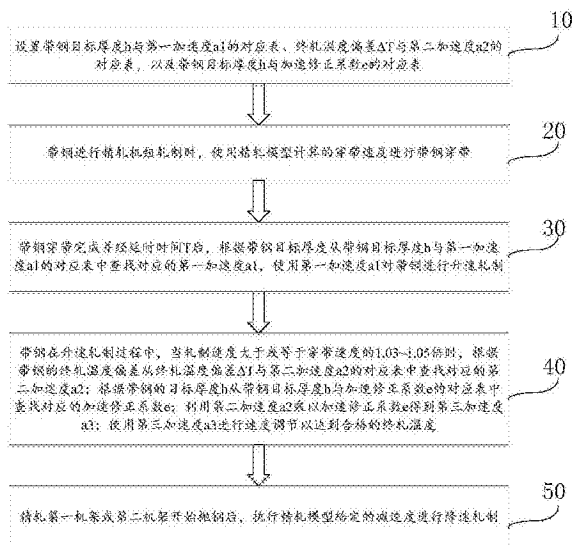 10
设置带钢目标厚度h与第一加速度a1的对应表、终轧温度偏差ΔT与第二加速度a2的
对应表，以及带钢目标厚度h与加速修正系数e的对应表
20
带钢进行精轧机组轧制时，使用精轧模型计算的穿带速度进行带钢穿带
30
带钢穿带完成并经延时时间T后，根据带钢目标厚度从带钢目标厚度h与第一加速
度a1的对应表中查找对应的第一加速度a1，使用第一加速度a1对带钢进行升速轧制
40
带钢在升速轧制过程中，当轧制速度大于或等于穿带速度的1.03~1.05倍时，根据
带钢的终轧温度偏差从终轧温度偏差ΔT与第二加速度a2的对应表中查找对应的第
二加速度a2；根据带钢的目标厚度h从带钢目标厚度h与加速修正系数e的对应表中
查找对应的加速修正系数e；利用第二加速度a2乘以加速修正系数e得到第三加速度
a3；使用第三加速度a3进行速度调节以达到合格的终轧温度
50
精轧第一机架或第二机架开始抛钢后，执行精轧模型给定的减速度进行降速轧制